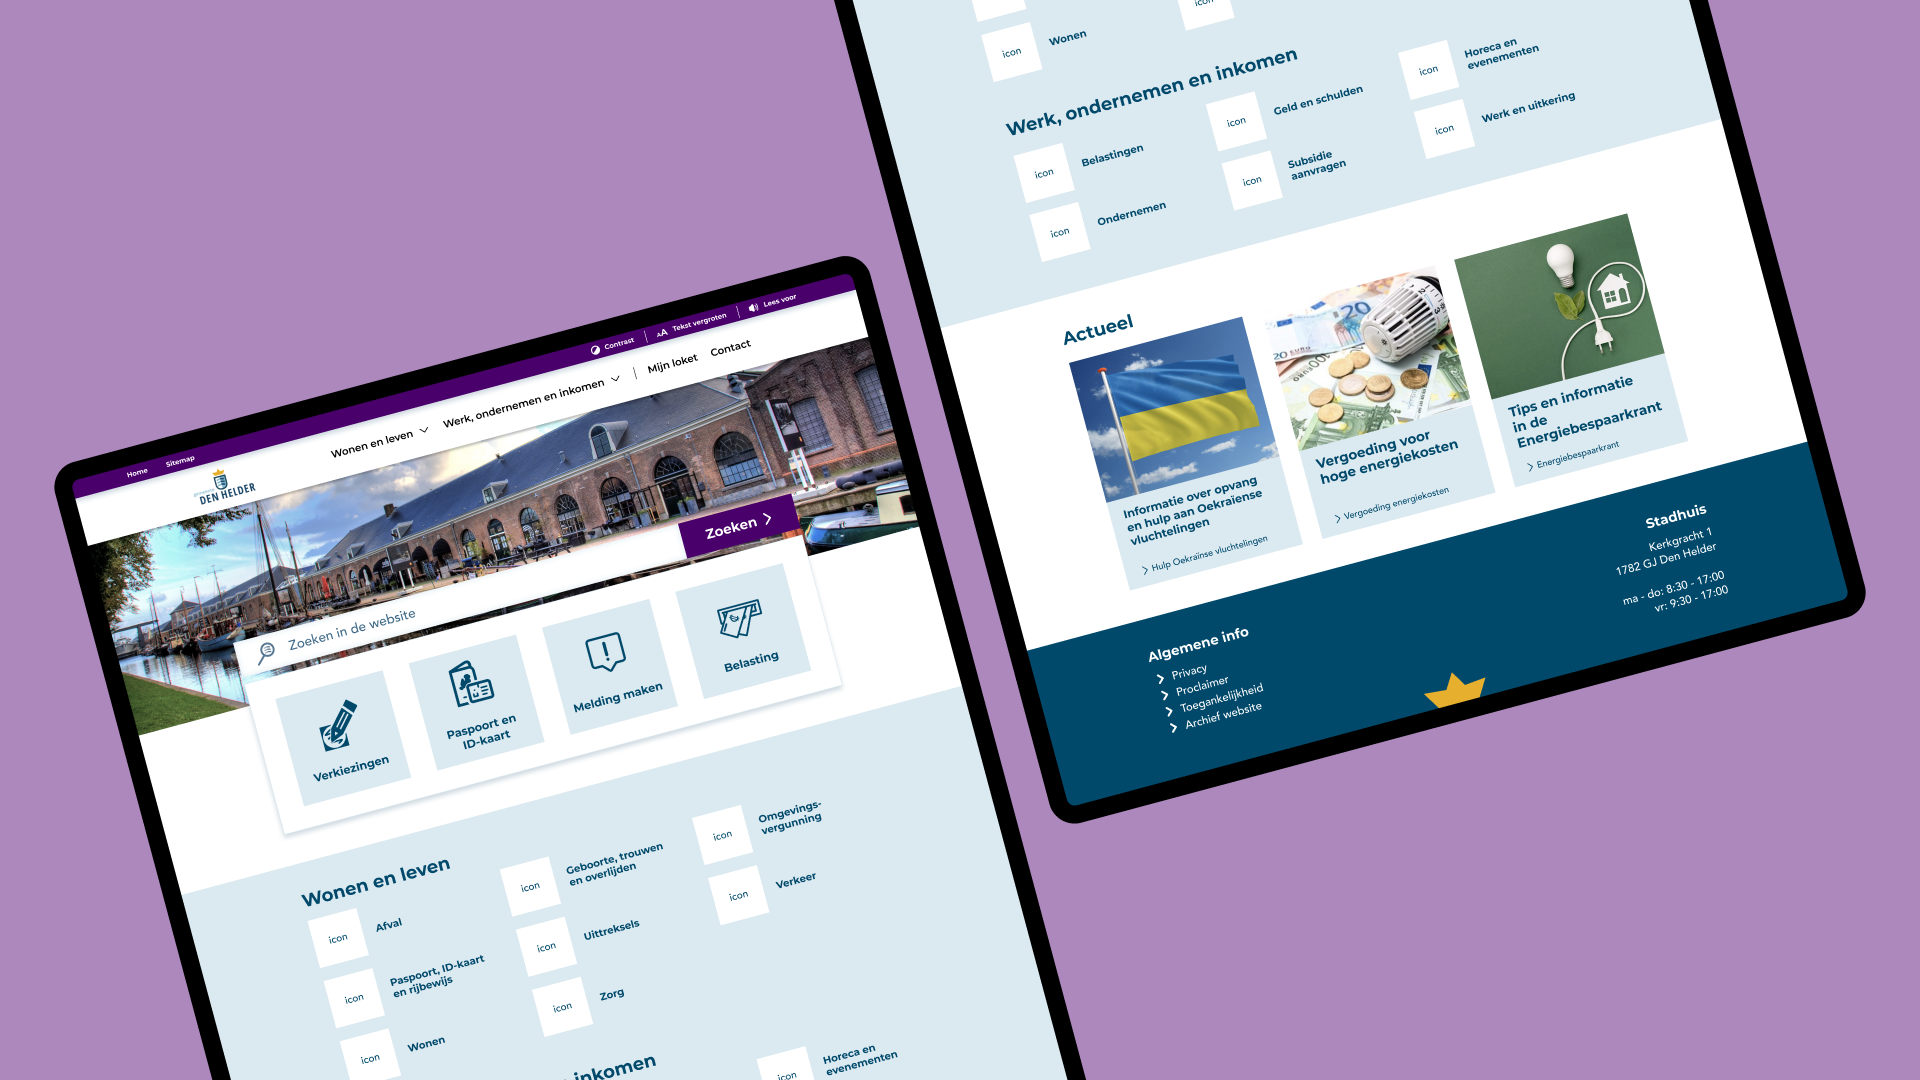 Home
Sitemap
Contrast
AA Tekst vergroten
Lees voor
DEN HELDER
Wonen en leven
Werk, ondernemen en inkomen
Mijn loket
Contact
Zoeken in de website
Zoeken
Verkiezingen
Paspoort en
ID-kaart
Melding maken
Belasting
Wonen en leven
icon
Afval
icon
Paspoort, ID-kaart
en rijbewijs
icon
Wonen
icon
Geboorte, trouwen
en overlijden
icon
Uittreksels
icon
Zorg
icon
Omgevings-
vergunning
icon
Verkeer
inkomen
icon
Horeca en
evenementen
icon
Wonen
icon
Werk, ondernemen en inkomen
icon
Belastingen
icon
Ondernemen
icon
Geld en schulden
icon
Subsidie
aanvragen
icon
Horeca en
evenementen
icon
Werk en uitkering
Actueel
Informatie over opvang
en hulp aan Oekraïense
vluchtelingen
Hulp Oekraïnse vluchtelingen
20 EURO
20
100
EURO
Vergoeding voor
hoge energiekosten
Vergoeding energiekosten
Tips en informatie
in de
Energiebespaarkrant
Energiebespaarkrant
Algemene info
Privacy
Proclaimer
Toegankelijkheid
Archief website
Stadhuis
Kerkgracht 1
1782 GJ Den Helder
ma - do: 8:30 - 17:00
vr: 9:30 - 17:00